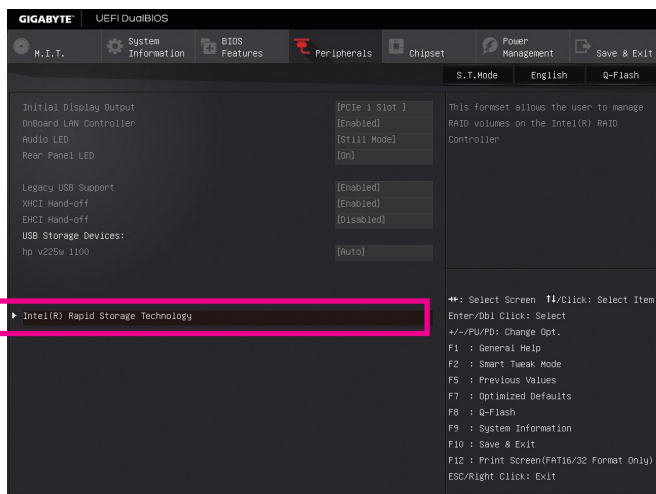 GIGABYTE™ UEFI DualBIOS
M.I.T.
System Information
BIOS Features
Peripherals
Chipset
Power Management
Save & Exit
S.T.Mode English Q-Flash
Initial Display Output [PCIe 1 Slot ]
OnBoard LAN Controller [Enabled]
Audio LED [Still Mode]
Rear Panel LED [On]
Legacy USB Support [Enabled]
XHCI Hand-off [Enabled]
EHCI Hand-off [Disabled]
USB Storage Devices:
hp v225w 1100 [Auto]
Intel(R) Rapid Storage Technology
This formset allows the user to manage
RAID volumes on the Intel(R) RAID
Controller
→←: Select Screen ↑↓/Click: Select Item
Enter/Dbl Click: Select
+/-/PU/PD: Change Opt.
F1 : General Help
F2 : Smart Tweak Mode
F5 : Previous Values
F7 : Optimized Defaults
F8 : Q-Flash
F9 : System Information
F10 : Save & Exit
F12 : Print Screen(FAT16/32 Format Only)
ESC/Right Click: Exit